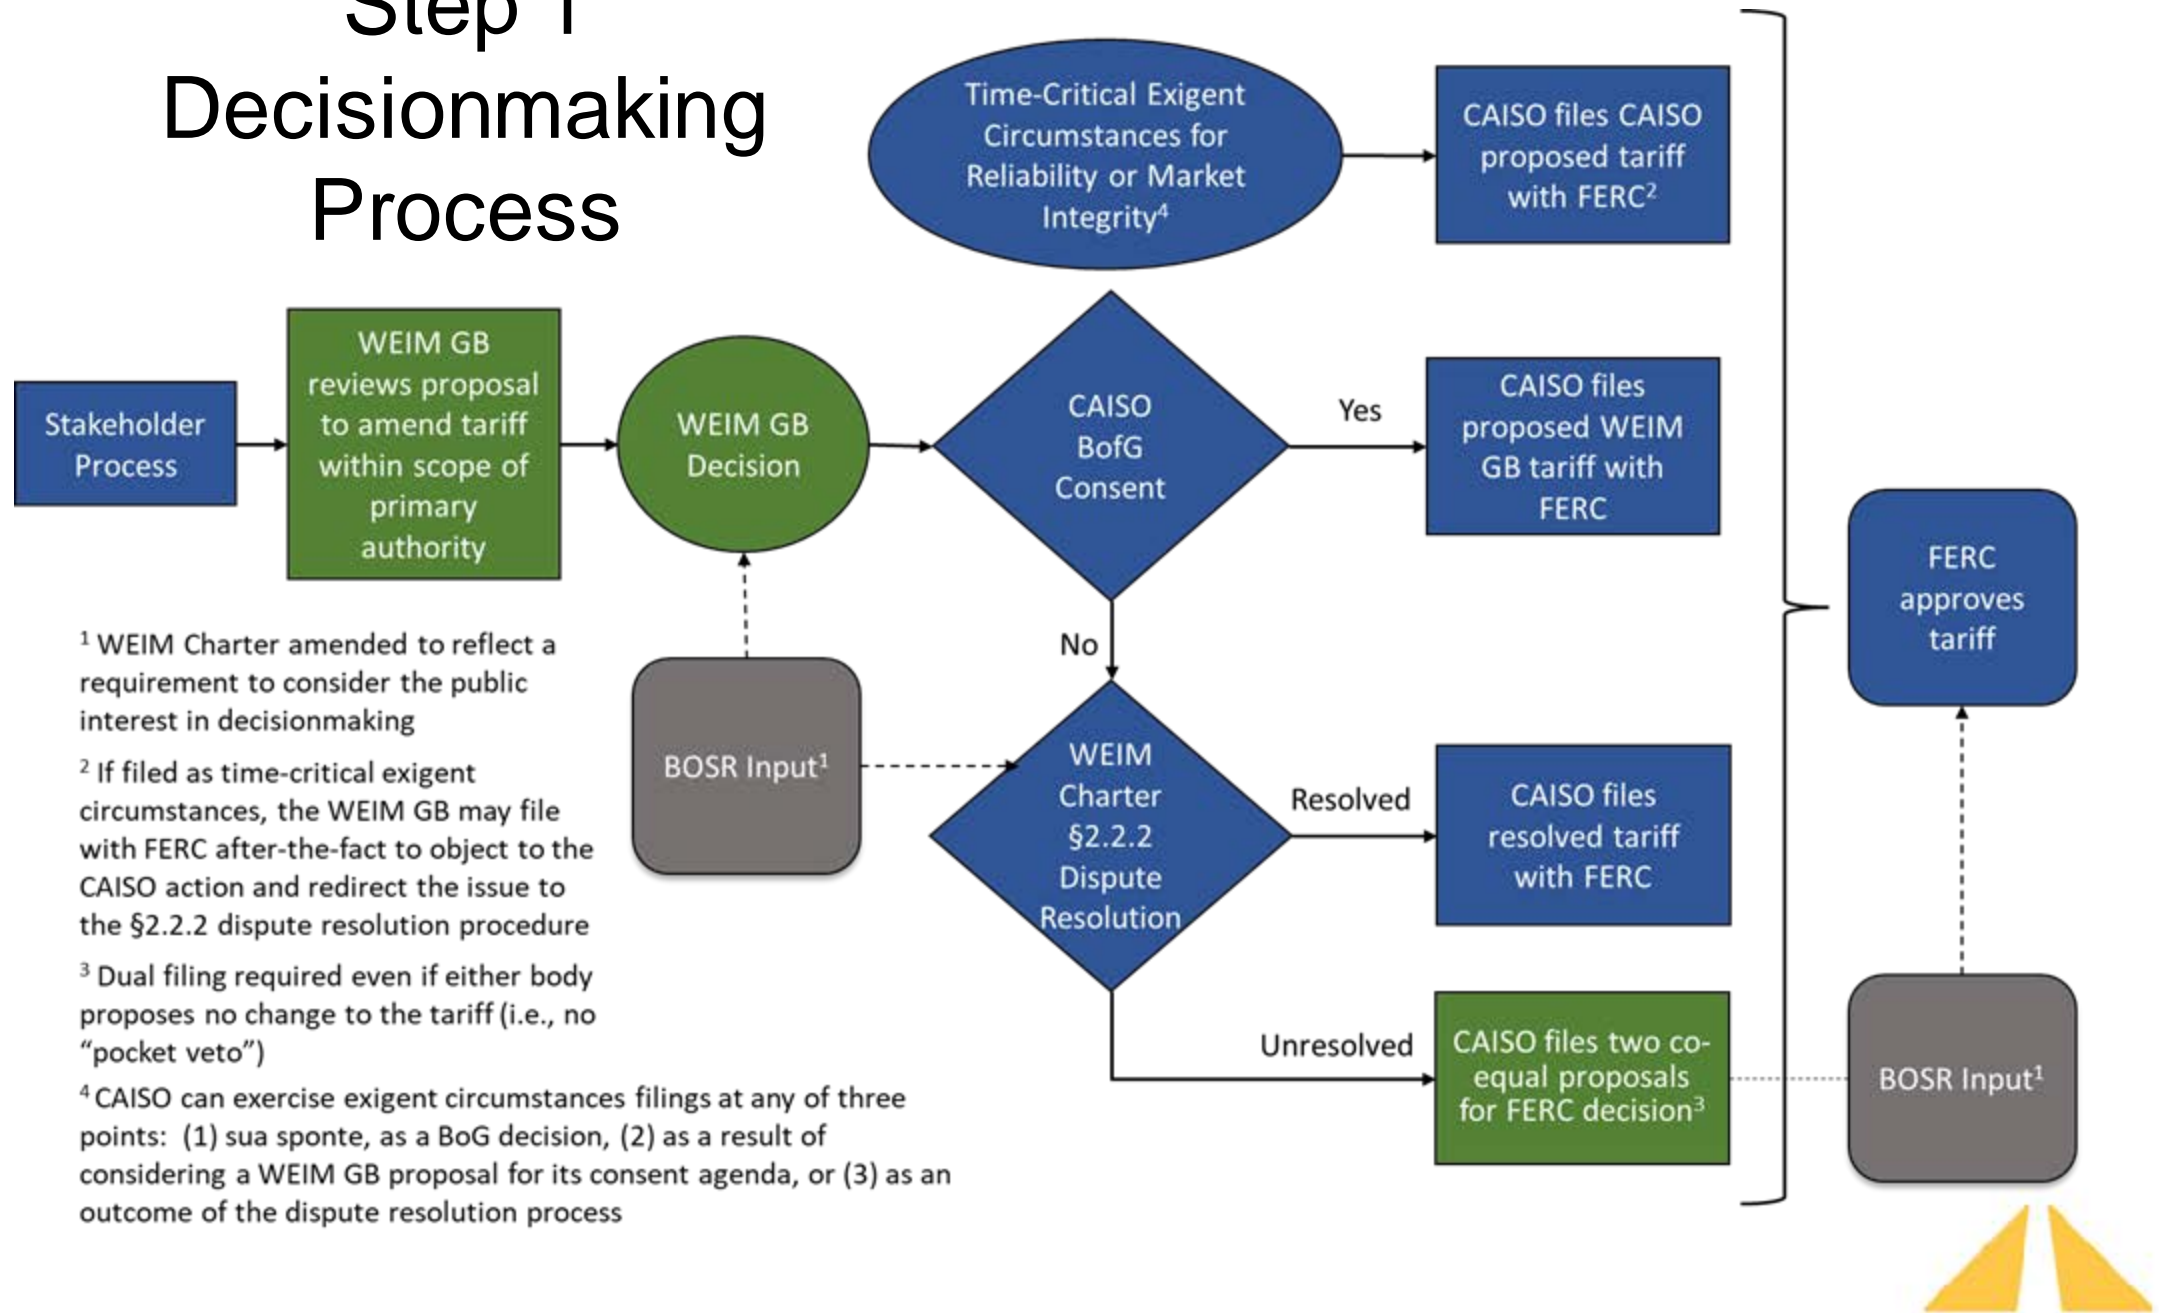 Step 1
Decisionmaking
Process
Time-Critical Exigent
Circumstances for
Reliability or Market
Integrity⁴
CAISO files CAISO
proposed tariff
with FERC²
Stakeholder
Process
WEIM GB
reviews proposal
to amend tariff
within scope of
primary
authority
WEIM GB
Decision
CAISO
BofG
Consent
Yes
CAISO files
proposed WEIM
GB tariff with
FERC
No
FERC
approves
tariff
BOSR Input¹
WEIM
Charter
§2.2.2
Dispute
Resolution
Resolved
CAISO files
resolved tariff
with FERC
Unresolved
CAISO files two co-
equal proposals
for FERC decision³
BOSR Input¹
¹ WEIM Charter amended to reflect a
requirement to consider the public
interest in decisionmaking
² If filed as time-critical exigent
circumstances, the WEIM GB may file
with FERC after-the-fact to object to the
CAISO action and redirect the issue to
the §2.2.2 dispute resolution procedure
³ Dual filing required even if either body
proposes no change to the tariff (i.e., no
“pocket veto”)
⁴ CAISO can exercise exigent circumstances filings at any of three
points:  (1) sua sponte, as a BoG decision, (2) as a result of
considering a WEIM GB proposal for its consent agenda, or (3) as an
outcome of the dispute resolution process